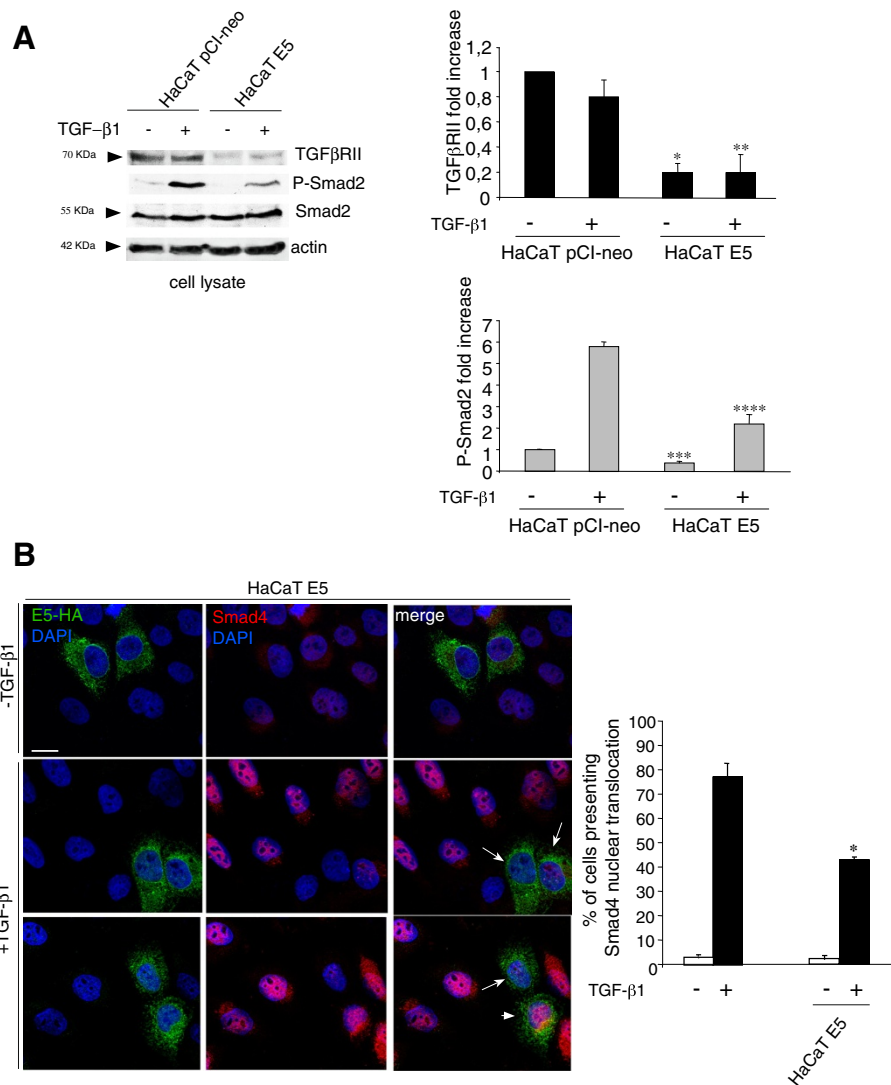 A
HaCaT pCI-neo
HaCaT E5
TGF-β1 - + - +
70 KDa TGFβRII
P-Smad2
55 KDa Smad2
42 KDa actin
cell lysate
TGFβRII fold increase
1,2
1
0,8
0,6
0,4
0,2
0
* **
TGF-β1 - + - +
HaCaT pCI-neo HaCaT E5
P-Smad2 fold increase
7
6
5
4
3
2
1
0
*** ****
TGF-β1 - + - +
HaCaT pCI-neo HaCaT E5
B
HaCaT E5
-TGF-β1
E5-HA
DAPI
Smad4
DAPI
merge
+TGF-β1
% of cells presenting
Smad4 nuclear translocation
100
90
80
70
60
50
40
30
20
10
0
*
TGF-β1 - + - +
HaCaT E5